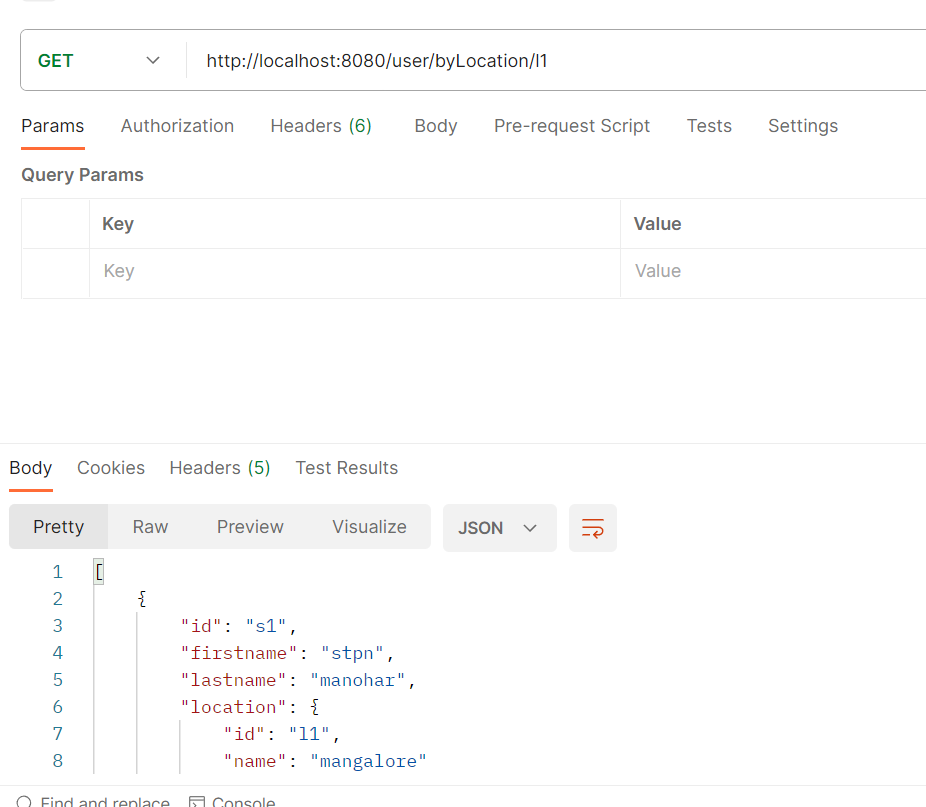 GET http://localhost:8080/user/byLocation/l1
Params Authorization Headers (6) Body Pre-request Script Tests Settings
Query Params
Key Value
Key Value
Body Cookies Headers (5) Test Results
Pretty Raw Preview Visualize JSON
1 [
2 {
3 "id": "s1",
4 "firstname": "stpn",
5 "lastname": "manohar",
6 "location": {
7 "id": "l1",
8 "name": "mangalore"
Find and replace Console